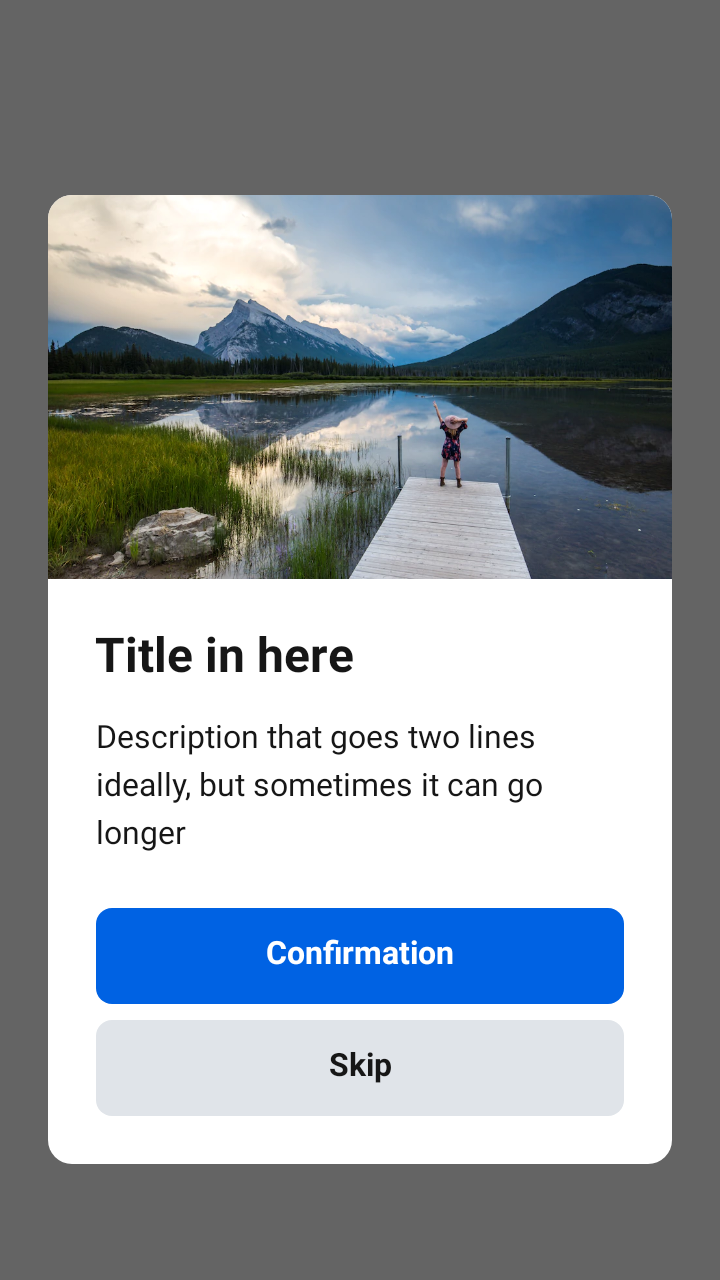 Title in here
Description that goes two lines
ideally, but sometimes it can go
longer
Confirmation
Skip